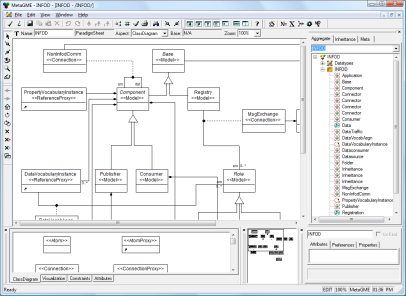 MetaGME - INFOD - [INFOD - /INFOD/]
File Edit View Window Help
Name: INFOD ParadigmSheet Aspect: ClassDiagram Base: N/A Zoom: 100%
NonInfodComm
<<Connection>>
Base
<<Model>>
PropertyVocabularyInstance
<<ReferenceProxy>>
Component
<<Model>>
Registry
<<Model>>
MsgExchange
<<Connection>>
src
dst
DataVocabularyInstance
<<ReferenceProxy>>
Publisher
<<Model>>
Consumer
<<Model>>
Role
<<Model>>
0..*
Aggregate Inheritance Meta
INFOD
INFOD
Datatypes
INFOD
Application
Base
Component
Connector
Connector
Connector
Consumer
Data
DataTraffic
DataVocabularyInstance
Dataconsumer
Datasource
Folder
Inheritance
Inheritance
Inheritance
Inheritance
MsgExchange
NonInfodComm
PropertyVocabularyInstance
Publisher
Registration
<<Atom>>
<<AtomProxy>>
<<Connection>>
<<Connection>>
ClassDiagram Visualization Constraints Attributes
INFOD
Attributes Preferences Properties
Ready
EDIT 100% MetaGME 01:36 PM